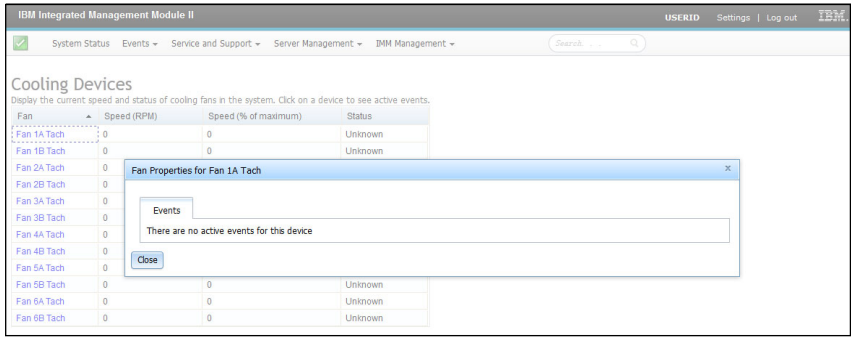 IBM Integrated Management Module II
USERID Settings | Log out IBM.
System Status Events Service and Support Server Management IMM Management Search...
Cooling Devices
Display the current speed and status of cooling fans in the system. Click on a device to see active events.
Fan Speed (RPM) Speed (% of maximum) Status
Fan 1A Tach 0 0 Unknown
Fan 1B Tach 0 0 Unknown
Fan 2A Tach 0
Fan 2B Tach 0
Fan 3A Tach 0
Fan 3B Tach 0
Fan 4A Tach 0
Fan 4B Tach 0
Fan 5A Tach 0
Fan 5B Tach 0 0 Unknown
Fan 6A Tach 0 0 Unknown
Fan 6B Tach 0 0 Unknown
Fan Properties for Fan 1A Tach x
Events
There are no active events for this device
Close